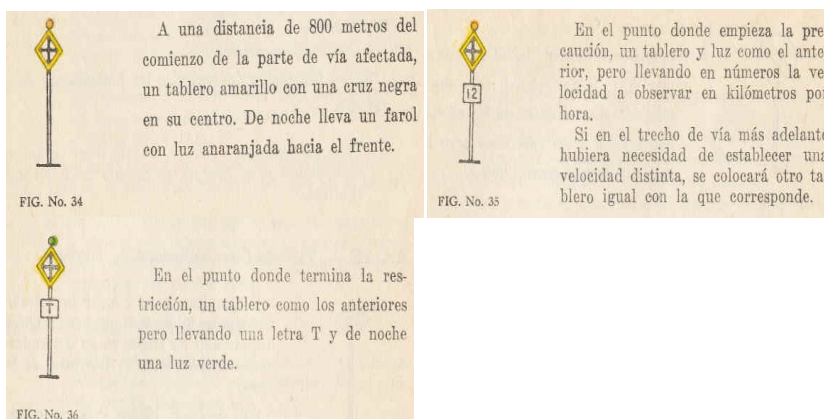 A una distancia de 800 metros del
comienzo de la parte de vía afectada,
un tablero amarillo con una cruz negra
en su centro. De noche lleva un farol
con luz anaranjada hacia el frente.
FIG. No. 34
En el punto donde empieza la pre
caución, un tablero y luz como el ante
rior, pero llevando en números la ve
locidad a observar en kilómetros por
hora.
Si en el trecho de vía más adelante
hubiera necesidad de establecer una
velocidad distinta, se colocará otro ta
blero igual con la que corresponde.
12
FIG. No. 35
En el punto donde termina la res-
tricción, un tablero como los anteriores
pero llevando una letra T y de noche
una luz verde.
T
FIG. No. 36